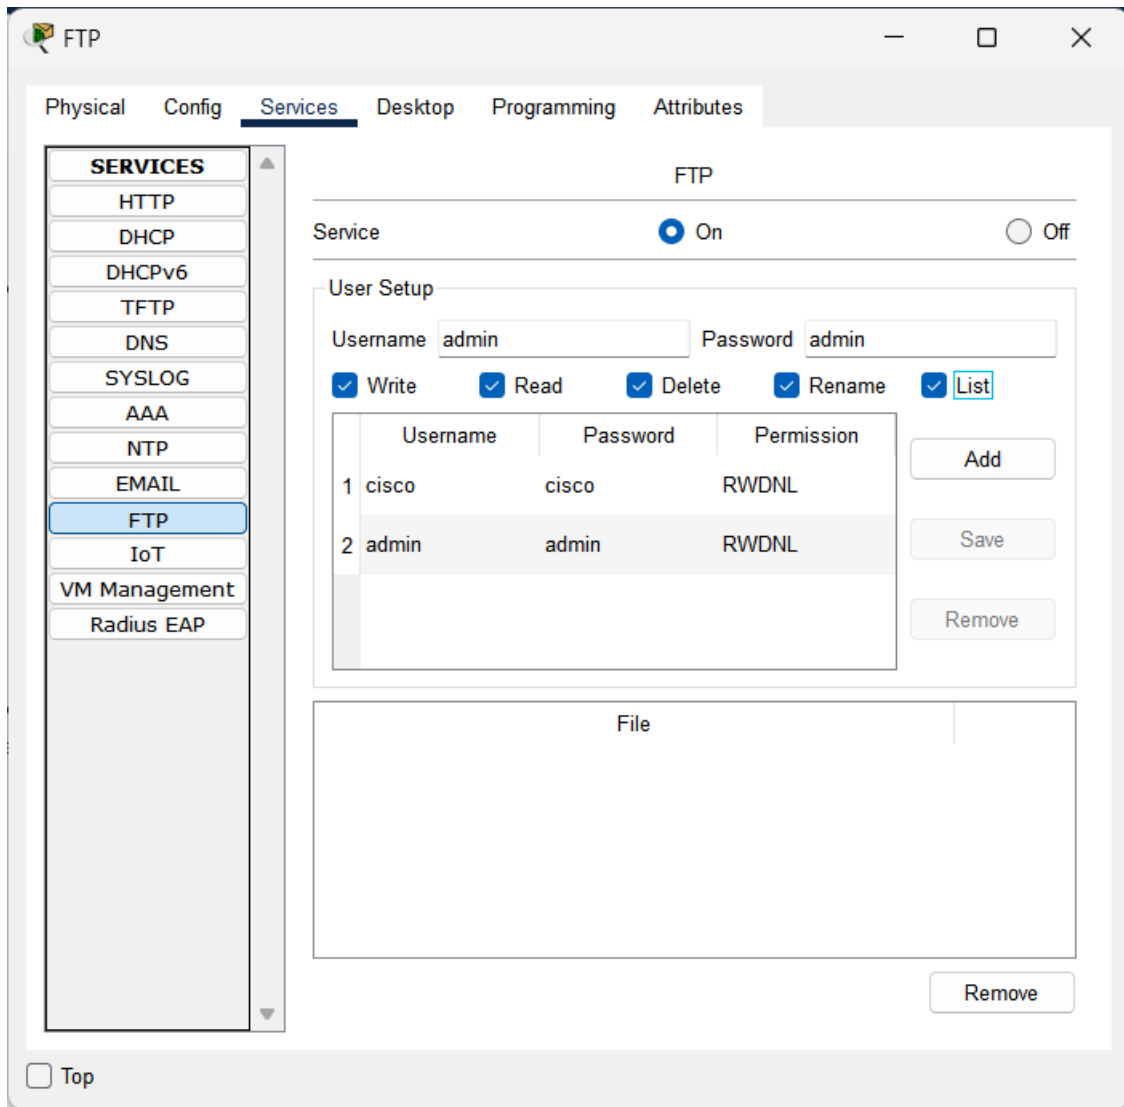 FTP
Physical Config Services Desktop Programming Attributes
SERVICES
HTTP
DHCP
DHCPv6
TFTP
DNS
SYSLOG
AAA
NTP
EMAIL
FTP
IoT
VM Management
Radius EAP
FTP
Service On Off
User Setup
Username admin Password admin
Write Read Delete Rename List
Username Password Permission
1 cisco cisco RWDNL
2 admin admin RWDNL
Add
Save
Remove
File
Remove
Top